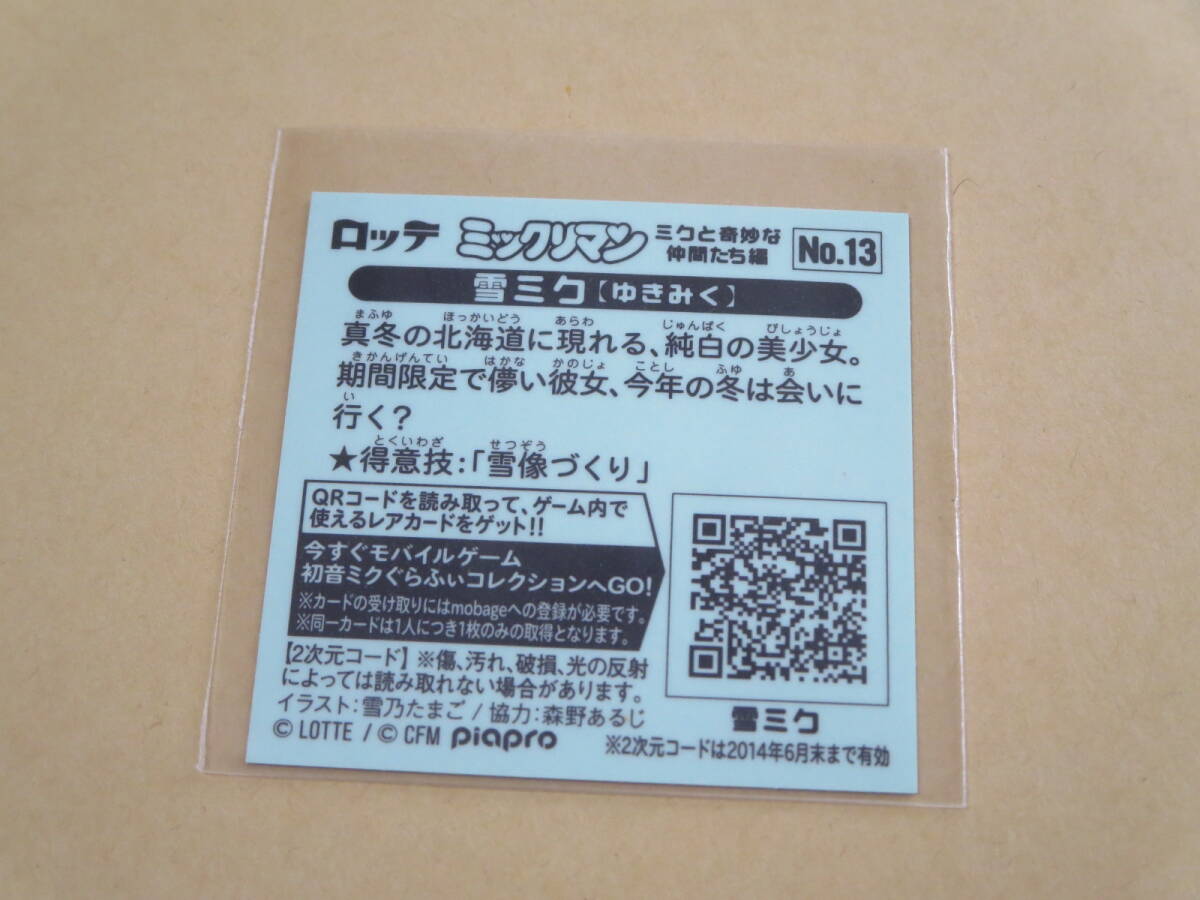 ロッテ ミックリマン ミクと奇妙な仲間たち編 No.13
雪ミク【ゆきみく】
真冬の北海道に現れる、純白の美少女。
期間限定で儚い彼女、今年の冬は会いに
行く?
★得意技:「雪像づくり」
QRコードを読み取って、ゲーム内で
使えるレアカードをゲット!!
今すぐモバイルゲーム
初音ミクぐらふぃコレクションへGO!
※カードの受け取りにはmobageへの登録が必要です。
※同一カードは1人につき1枚のみの取得となります。
【2次元コード】※傷、汚れ、破損、光の反射
によっては読み取れない場合があります。
イラスト:雪乃たまご/協力:森野あるじ
© LOTTE / © CFM piapro
雪ミク
※2次元コードは2014年6月末まで有効